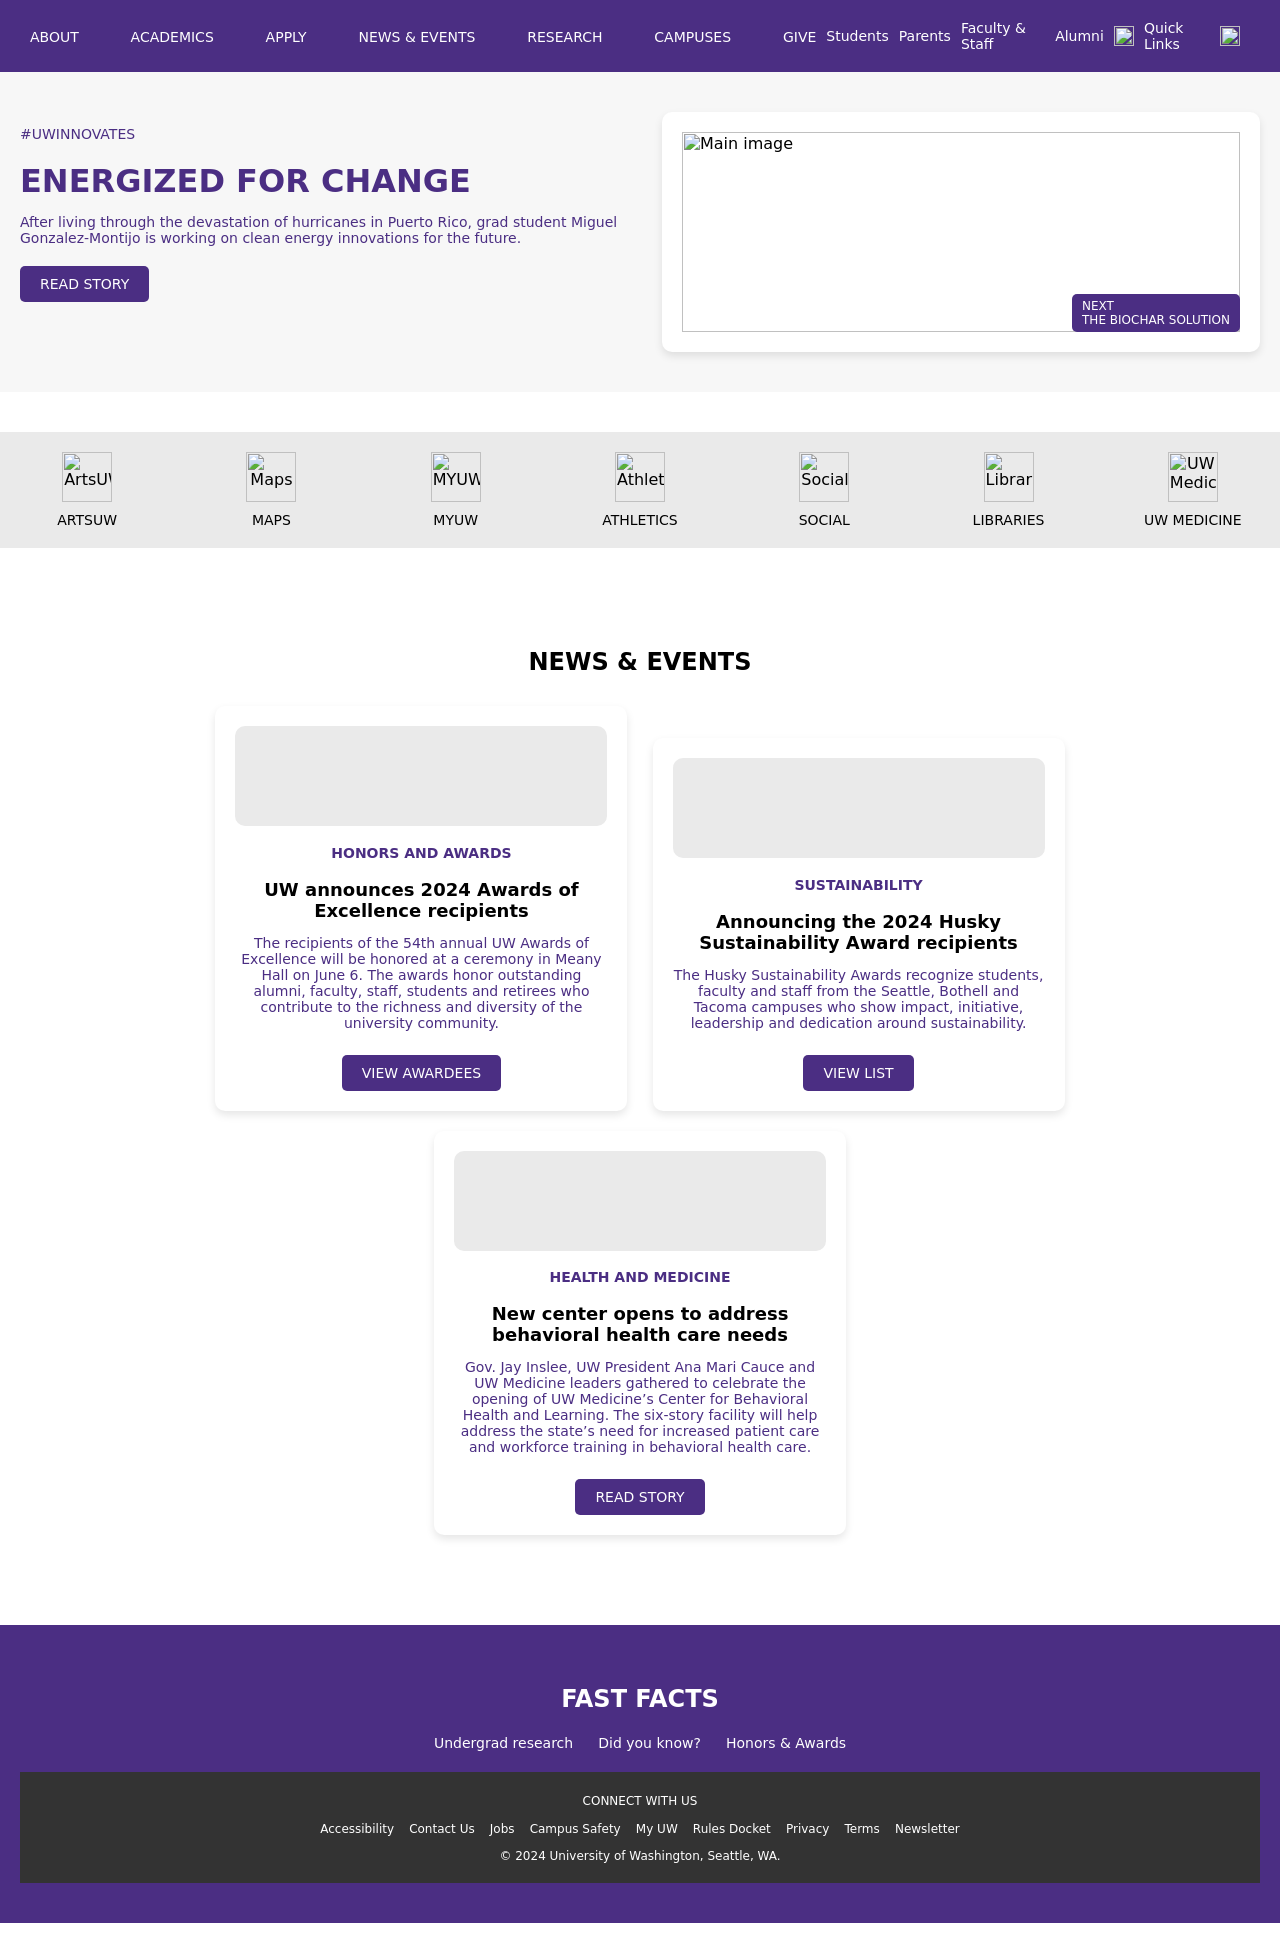 ABOUT ACADEMICS APPLY NEWS & EVENTS RESEARCH CAMPUSES GIVE Students Parents Faculty & Staff Alumni Quick Links
#UWINNOVATES
ENERGIZED FOR CHANGE
After living through the devastation of hurricanes in Puerto Rico, grad student Miguel
Gonzalez-Montijo is working on clean energy innovations for the future.
READ STORY
Main image
NEXT
THE BIOCHAR SOLUTION
ArtsUW Maps MYUW Athlet Social Librar UW Medic
ARTSUW MAPS MYUW ATHLETICS SOCIAL LIBRARIES UW MEDICINE
NEWS & EVENTS
HONORS AND AWARDS
UW announces 2024 Awards of
Excellence recipients
The recipients of the 54th annual UW Awards of
Excellence will be honored at a ceremony in Meany
Hall on June 6. The awards honor outstanding
alumni, faculty, staff, students and retirees who
contribute to the richness and diversity of the
university community.
VIEW AWARDEES
SUSTAINABILITY
Announcing the 2024 Husky
Sustainability Award recipients
The Husky Sustainability Awards recognize students,
faculty and staff from the Seattle, Bothell and
Tacoma campuses who show impact, initiative,
leadership and dedication around sustainability.
VIEW LIST
HEALTH AND MEDICINE
New center opens to address
behavioral health care needs
Gov. Jay Inslee, UW President Ana Mari Cauce and
UW Medicine leaders gathered to celebrate the
opening of UW Medicine’s Center for Behavioral
Health and Learning. The six-story facility will help
address the state’s need for increased patient care
and workforce training in behavioral health care.
READ STORY
FAST FACTS
Undergrad research Did you know? Honors & Awards
CONNECT WITH US
Accessibility Contact Us Jobs Campus Safety My UW Rules Docket Privacy Terms Newsletter
© 2024 University of Washington, Seattle, WA.